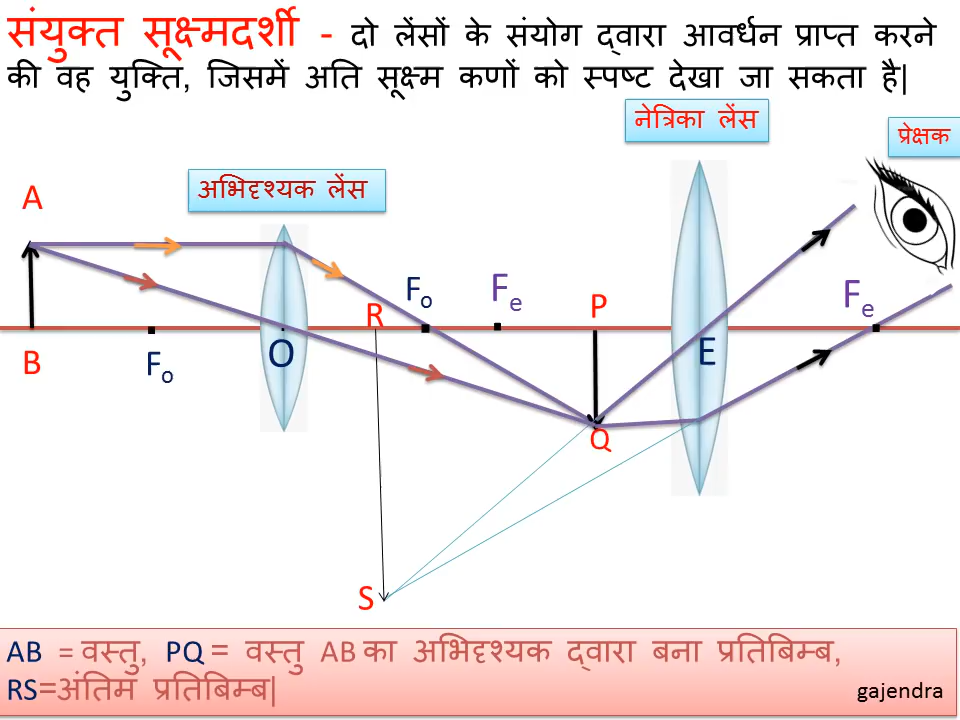 संयुक्त सूक्ष्मदर्शी - दो लेंसों के संयोग द्वारा आवर्धन प्राप्त करने
की वह युक्ति, जिसमें अति सूक्ष्म कणों को स्पष्ट देखा जा सकता है|
नेत्रिका लेंस
प्रेक्षक
अभिदृश्यक लेंस
A
Fo
Fe
P
Fe
R
B
Fo
O
E
Q
S
AB = वस्तु, PQ = वस्तु AB का अभिदृश्यक द्वारा बना प्रतिबिम्ब,
RS=अंतिम प्रतिबिम्ब|
gajendra